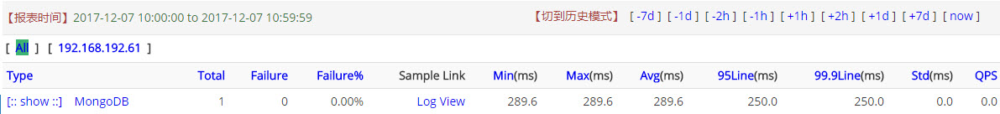 【报表时间】2017-12-07 10:00:00 to 2017-12-07 10:59:59 【切到历史模式】 [ -7d ] [ -1d ] [ -2h ] [ -1h ] [ +1h ] [ +2h ] [ +1d ] [ +7d ] [ now ]
[ All ] [ 192.168.192.61 ]
Type Total Failure Failure% Sample Link Min(ms) Max(ms) Avg(ms) 95Line(ms) 99.9Line(ms) Std(ms) QPS
[:: show ::] MongoDB 1 0 0.00% Log View 289.6 289.6 289.6 250.0 250.0 0.0 0.0